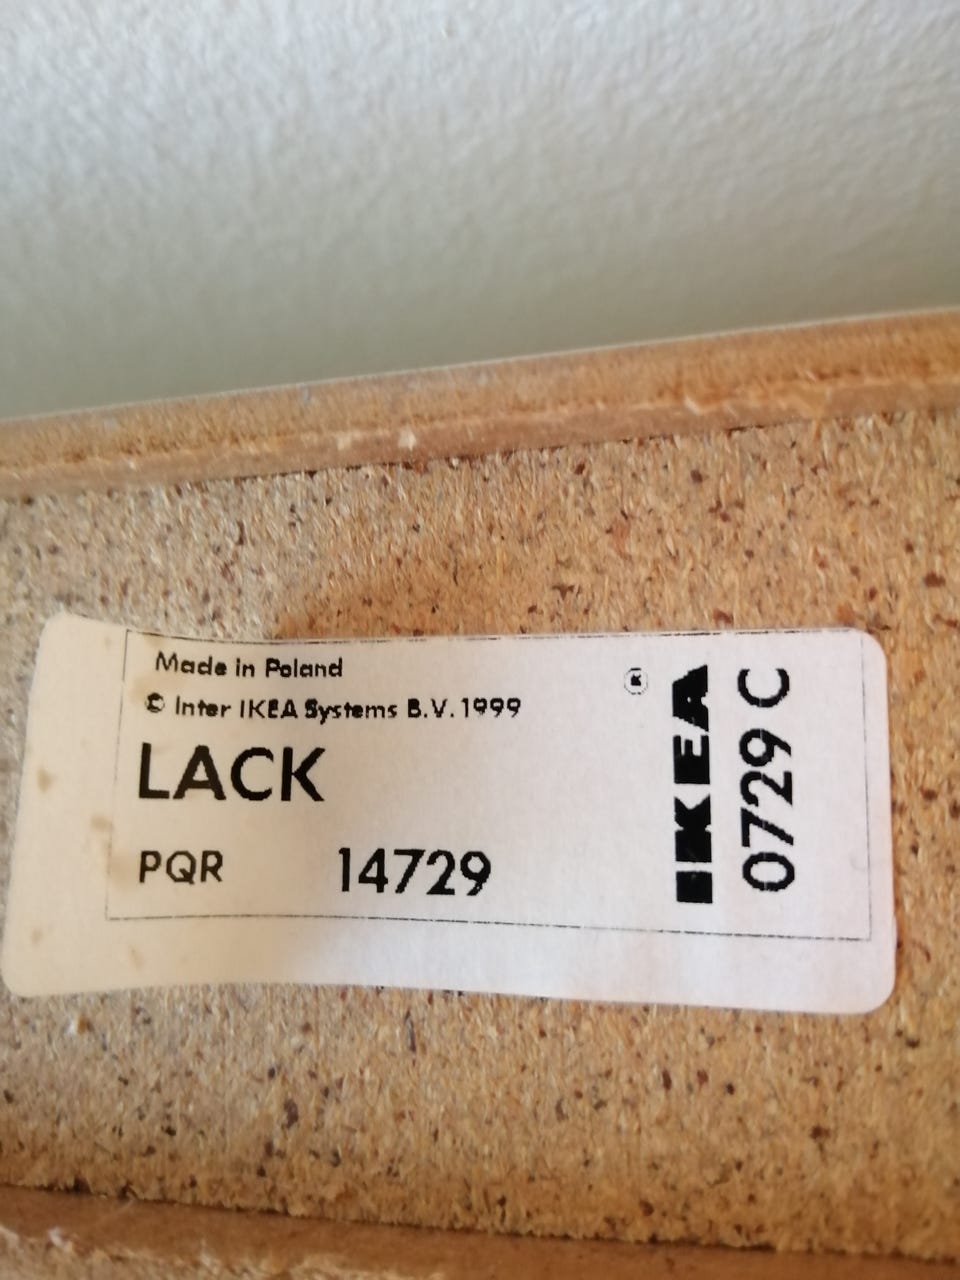 Made in Poland
© Inter IKEA Systems B.V. 1999
LACK
PQR 14729
IKEA ®
0729 C